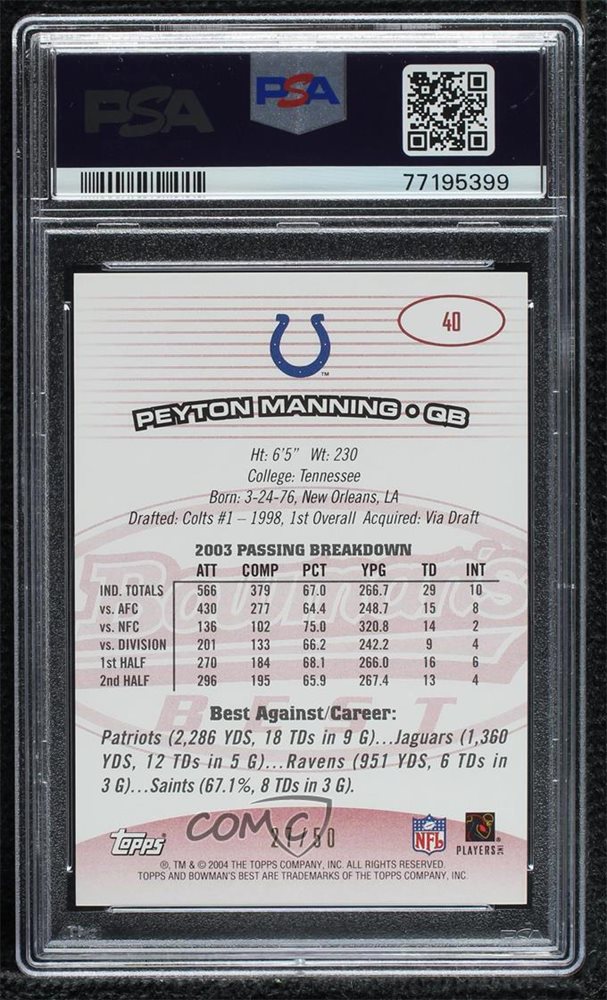 PSA PSA
77195399
40
TM
PEYTON MANNING • QB
Ht: 6'5" Wt: 230
College: Tennessee
Born: 3-24-76, New Orleans, LA
Drafted: Colts #1 – 1998, 1st Overall Acquired: Via Draft
Bowman's
BEST
2003 PASSING BREAKDOWN
ATT COMP PCT YPG TD INT
IND. TOTALS 566 379 67.0 266.7 29 10
vs. AFC 430 277 64.4 248.7 15 8
vs. NFC 136 102 75.0 320.8 14 2
vs. DIVISION 201 133 66.2 242.2 9 4
1st HALF 270 184 68.1 266.0 16 6
2nd HALF 296 195 65.9 267.4 13 4
Best Against/Career:
Patriots (2,286 YDS, 18 TDs in 9 G)...Jaguars (1,360
YDS, 12 TDs in 5 G)...Ravens (951 YDS, 6 TDs in
3 G)...Saints (67.1%, 8 TDs in 3 G).
COMC
Topps /50 NFL PLAYERS
®, TM & © 2004 THE TOPPS COMPANY, INC. ALL RIGHTS RESERVED.
TOPPS AND BOWMAN'S BEST ARE TRADEMARKS OF THE TOPPS COMPANY, INC.
PSA